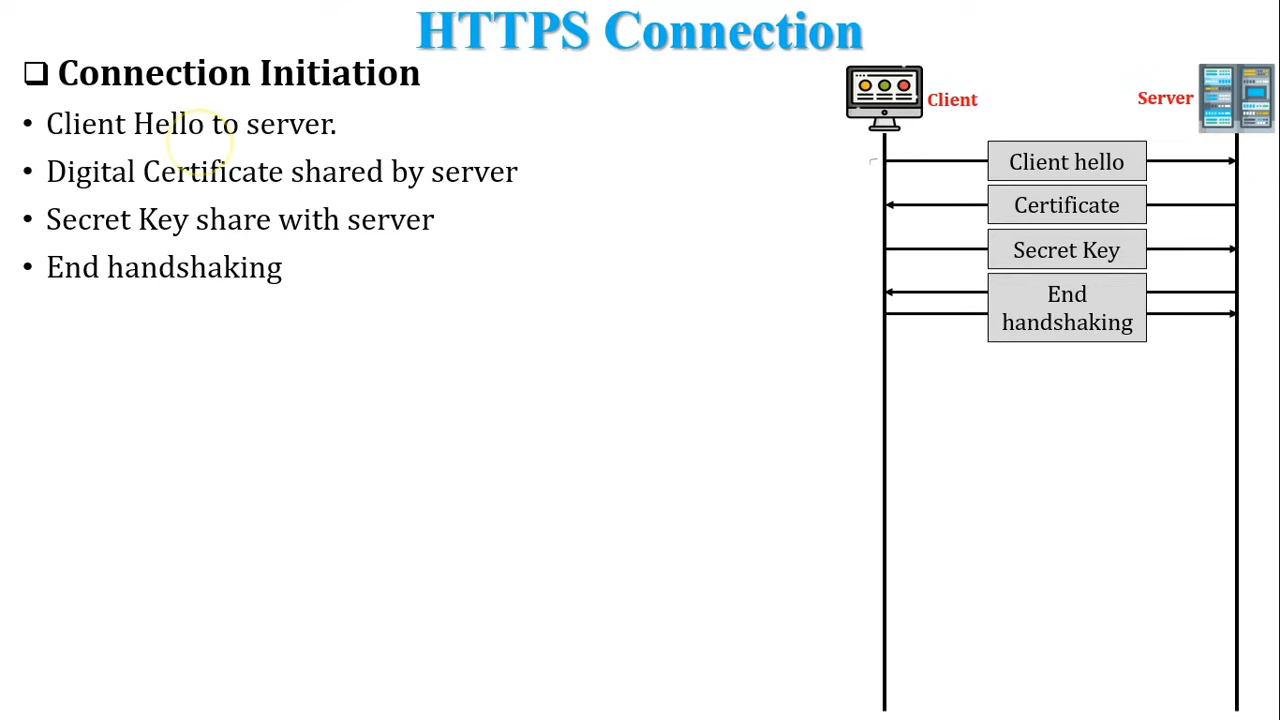 HTTPS Connection
Connection Initiation
• Client Hello to server.
• Digital Certificate shared by server
• Secret Key share with server
• End handshaking
Client
Server
Client hello
Certificate
Secret Key
End
handshaking